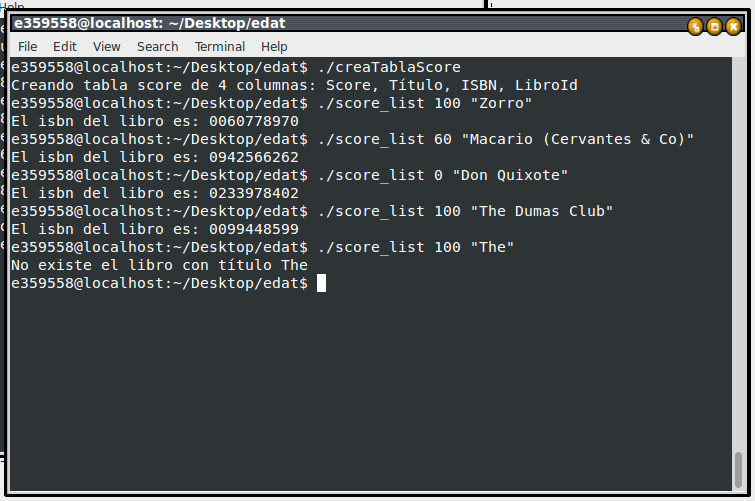 Help
e359558@localhost: ~/Desktop/edat
File Edit View Search Terminal Help
e359558@localhost:~/Desktop/edat$ ./creaTablaScore
Creando tabla score de 4 columnas: Score, Título, ISBN, LibroId
e359558@localhost:~/Desktop/edat$ ./score_list 100 "Zorro"
El isbn del libro es: 0060778970
e359558@localhost:~/Desktop/edat$ ./score_list 60 "Macario (Cervantes & Co)"
El isbn del libro es: 0942566262
e359558@localhost:~/Desktop/edat$ ./score_list 0 "Don Quixote"
El isbn del libro es: 0233978402
e359558@localhost:~/Desktop/edat$ ./score_list 100 "The Dumas Club"
El isbn del libro es: 0099448599
e359558@localhost:~/Desktop/edat$ ./score_list 100 "The"
No existe el libro con título The
e359558@localhost:~/Desktop/edat$